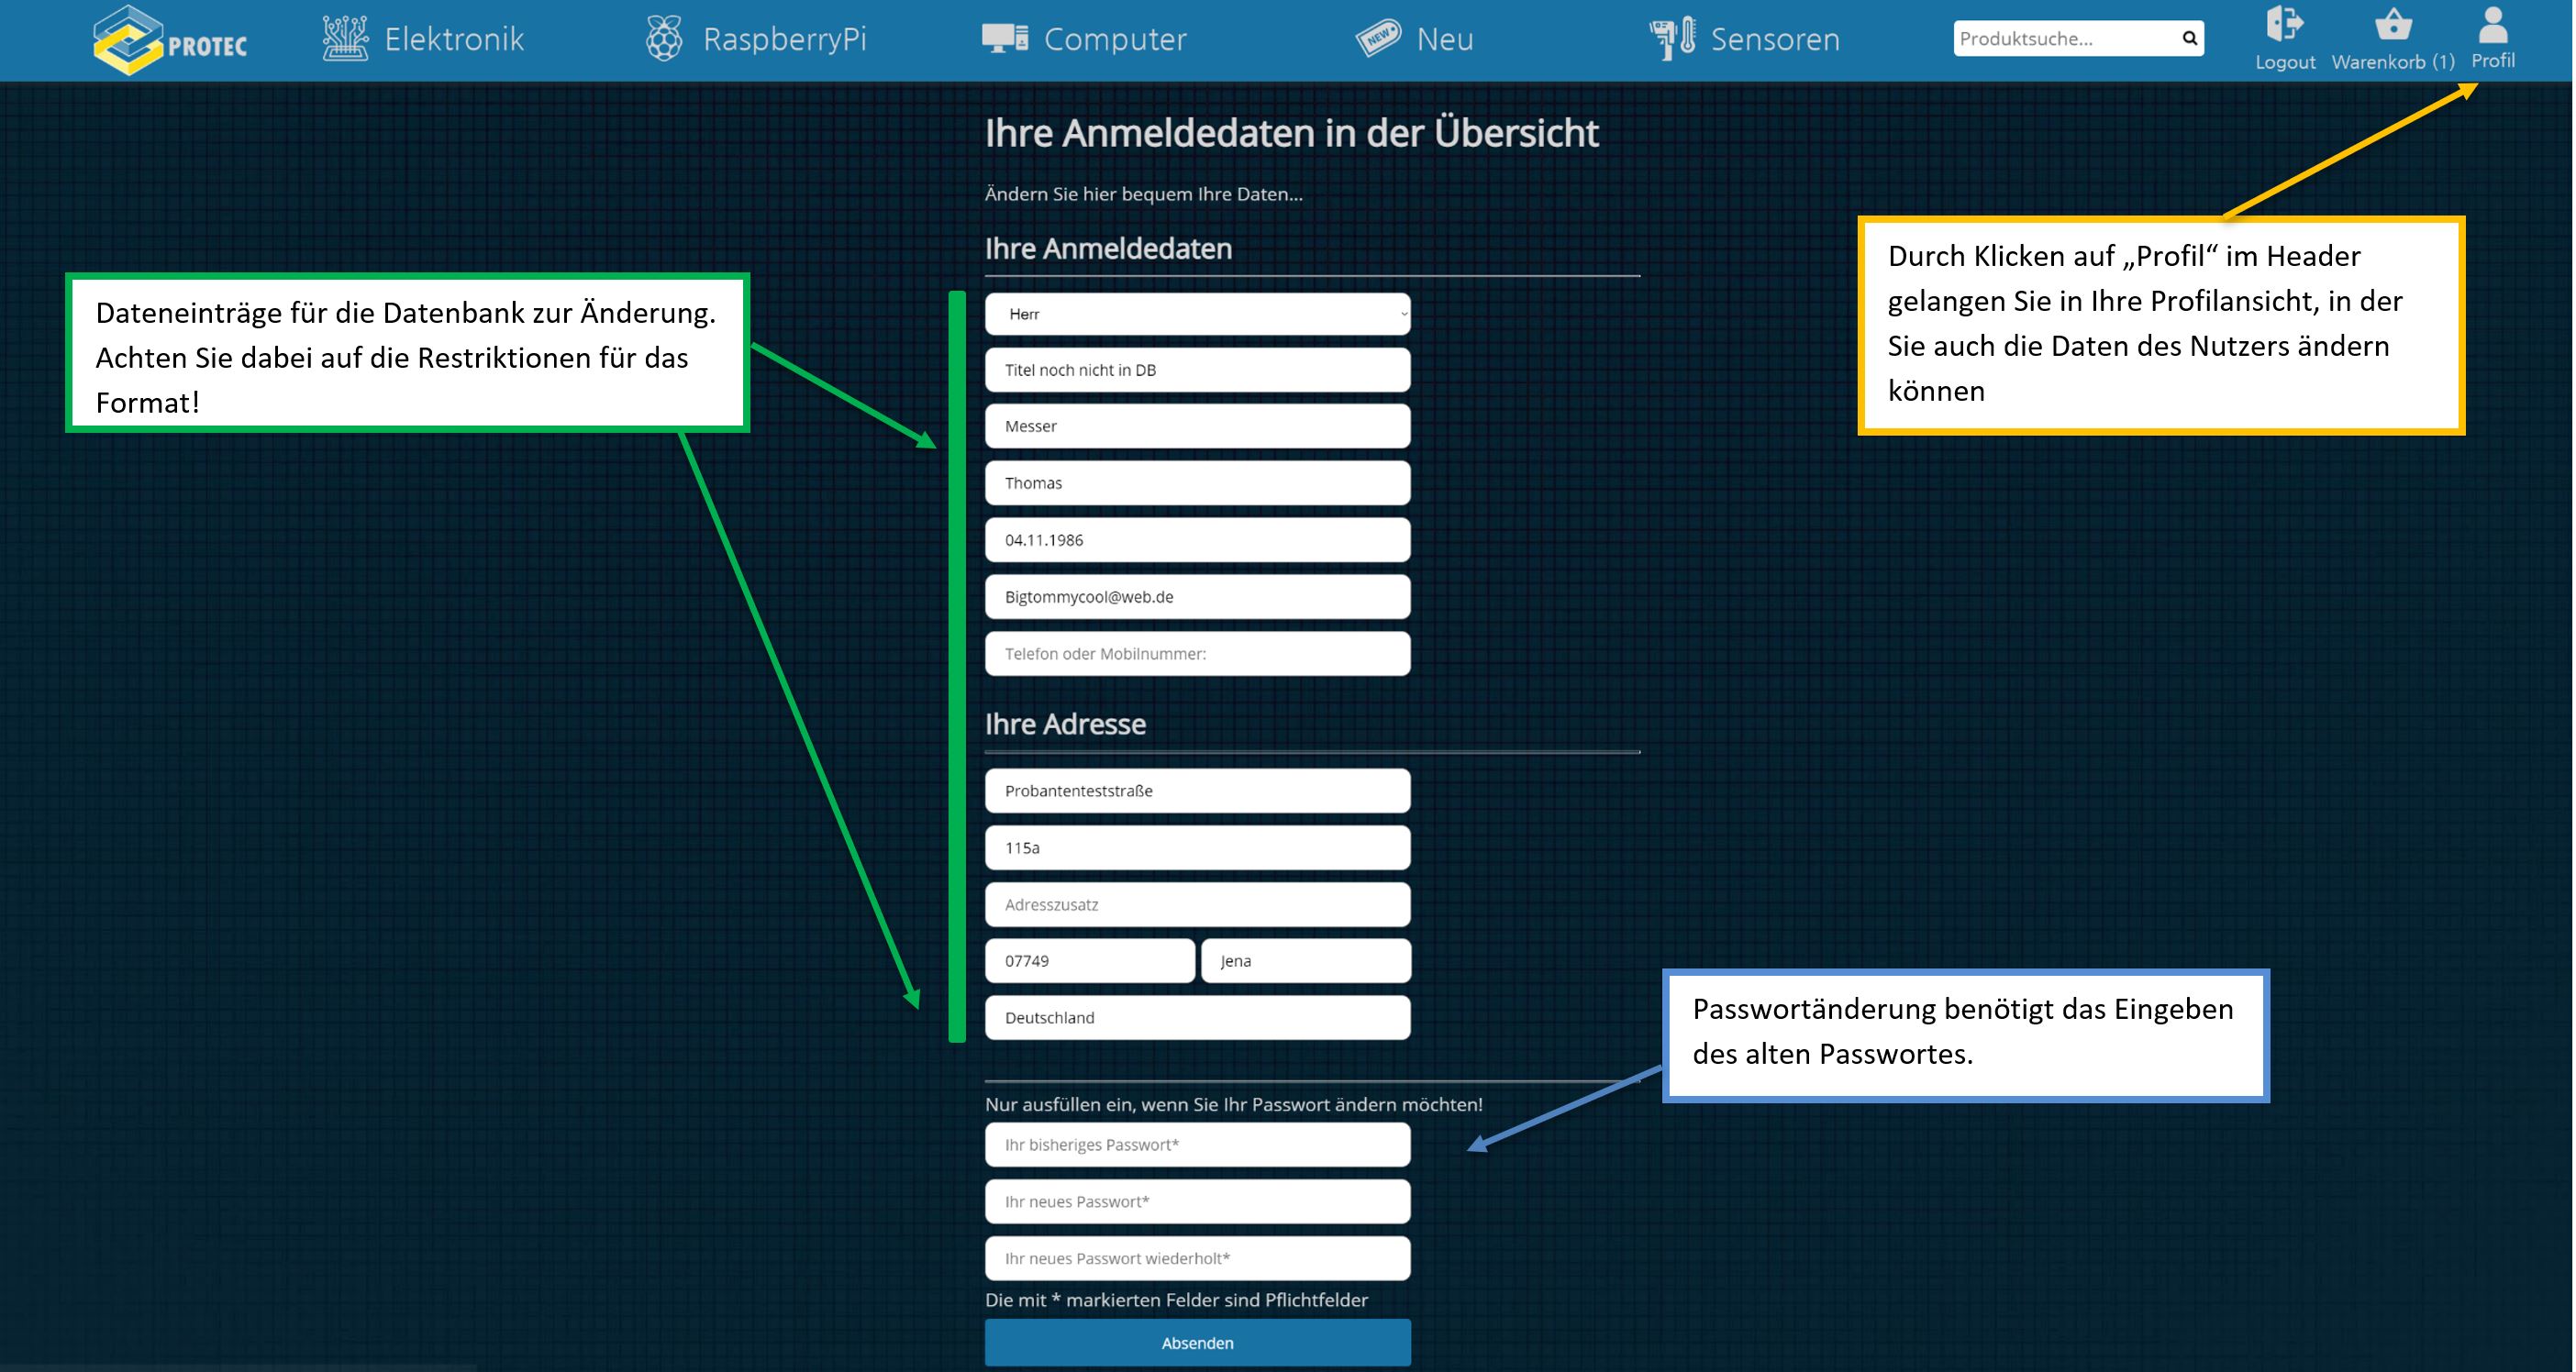 PROTEC
Elektronik
RaspberryPi
Computer
NEW
Neu
Sensoren
Produktsuche...
Logout
Warenkorb (1)
Profil
Ihre Anmeldedaten in der Übersicht
Ändern Sie hier bequem Ihre Daten...
Ihre Anmeldedaten
Durch Klicken auf „Profil“ im Header
gelangen Sie in Ihre Profilansicht, in der
Sie auch die Daten des Nutzers ändern
können
Dateneinträge für die Datenbank zur Änderung.
Achten Sie dabei auf die Restriktionen für das
Format!
Herr
Titel noch nicht in DB
Messer
Thomas
04.11.1986
Bigtommycool@web.de
Telefon oder Mobilnummer:
Ihre Adresse
Probantenteststraße
115a
Adresszusatz
07749
Jena
Deutschland
Passwortänderung benötigt das Eingeben
des alten Passwortes.
Nur ausfüllen ein, wenn Sie Ihr Passwort ändern möchten!
Ihr bisheriges Passwort*
Ihr neues Passwort*
Ihr neues Passwort wiederholt*
Die mit * markierten Felder sind Pflichtfelder
Absenden